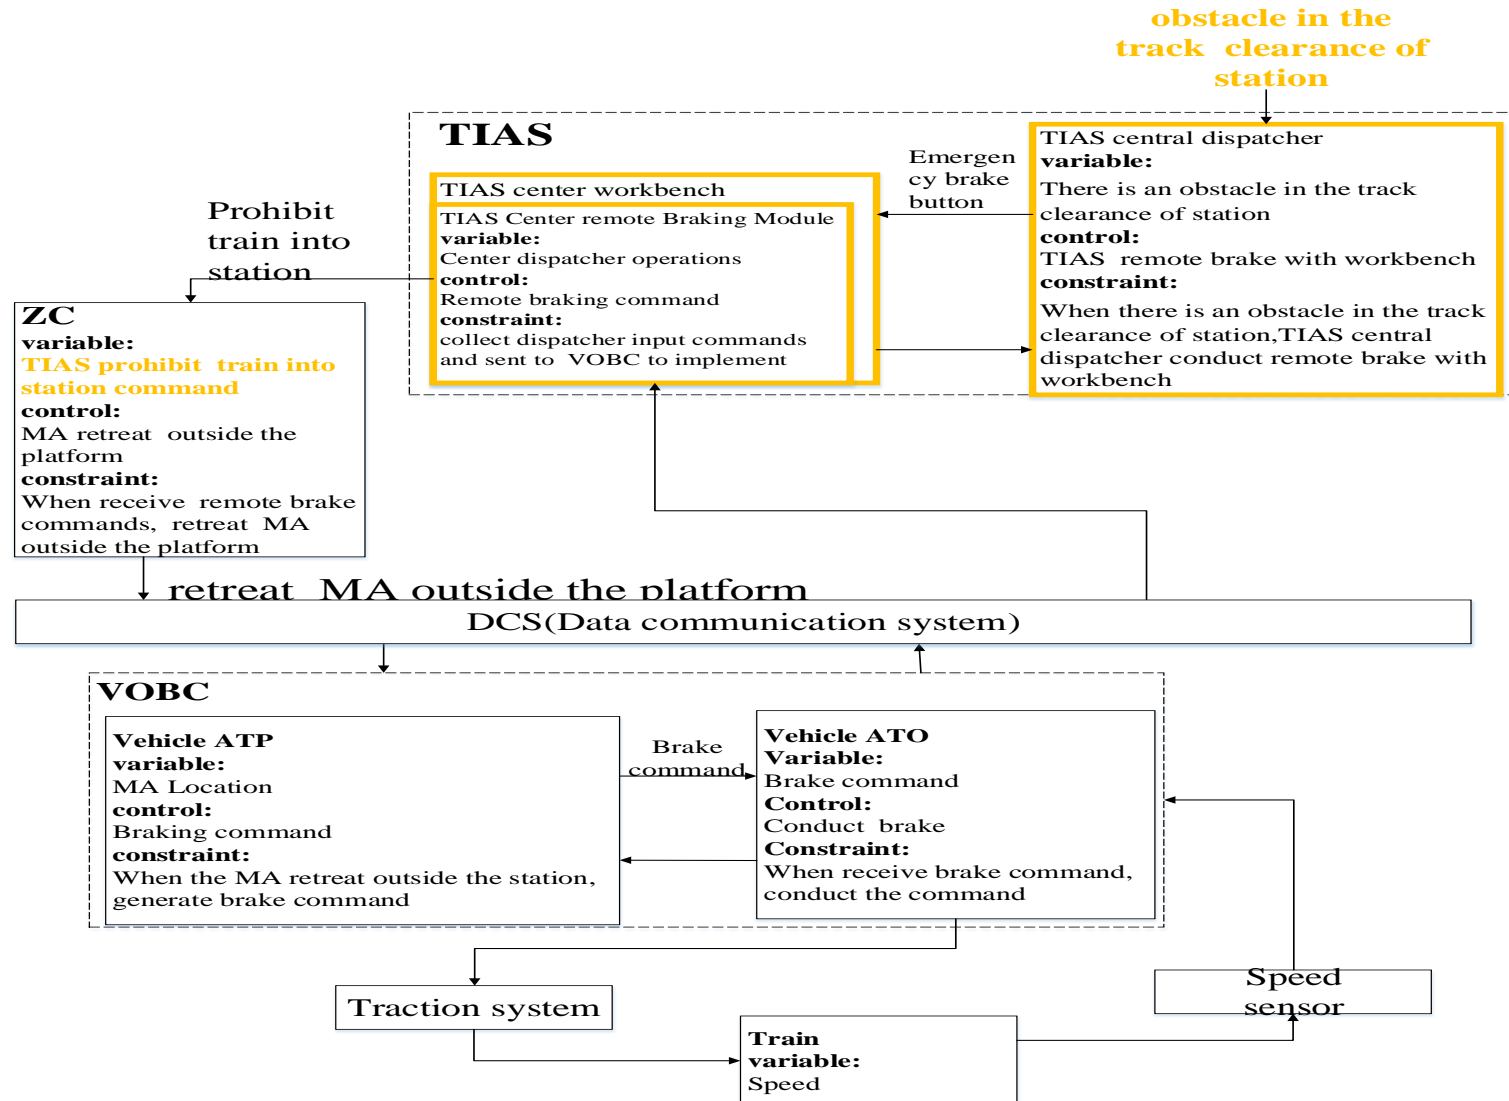 obstacle in the
track clearance of
station
TIAS
TIAS center workbench
TIAS Center remote Braking Module
variable:
Center dispatcher operations
control:
Remote braking command
constraint:
collect dispatcher input commands
and sent to VOBC to implement
Emergen
cy brake
button
TIAS central dispatcher
variable:
There is an obstacle in the track
clearance of station
control:
TIAS remote brake with workbench
constraint:
When there is an obstacle in the track
clearance of station,TIAS central
dispatcher conduct remote brake with
workbench
Prohibit
train into
station
ZC
variable:
TIAS prohibit train into
station command
control:
MA retreat outside the
platform
constraint:
When receive remote brake
commands, retreat MA
outside the platform
retreat MA outside the platform
DCS(Data communication system)
VOBC
Vehicle ATP
variable:
MA Location
control:
Braking command
constraint:
When the MA retreat outside the station,
generate brake command
Brake
command
Vehicle ATO
Variable:
Brake command
Control:
Conduct brake
Constraint:
When receive brake command,
conduct the command
Traction system
Speed
sensor
Train
variable:
Speed